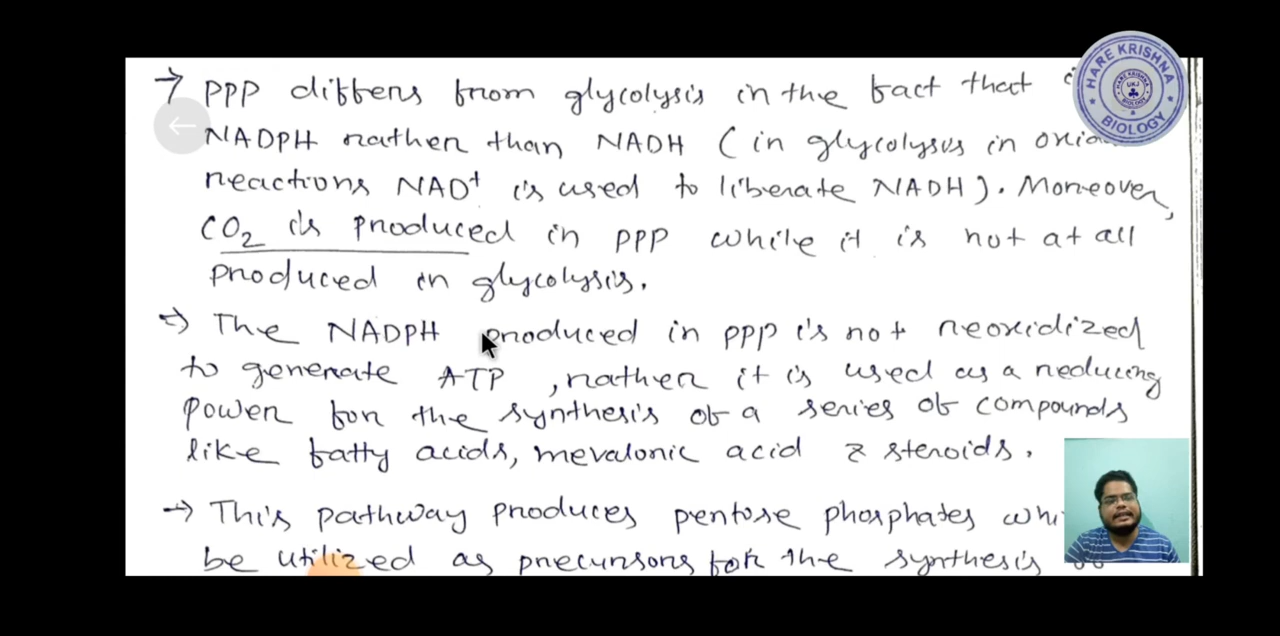 → PPP differs from glycolysis in the fact that
NADPH rather than NADH (in glycolysis in
reactions NAD+ is used to liberate NADH). Moreover,
CO2 is produced in PPP while it is not at all
produced in glycolysis.
→ The NADPH produced in PPP is not reoxidized
to generate ATP, rather it is used as a reducing
power for the synthesis of a series of compounds
like fatty acids, mevalonic acid & steroids.
→ This pathway produces pentose phosphates
be utilized as precursors for the synthesis
HARE KRISHNA
BIOLOGY